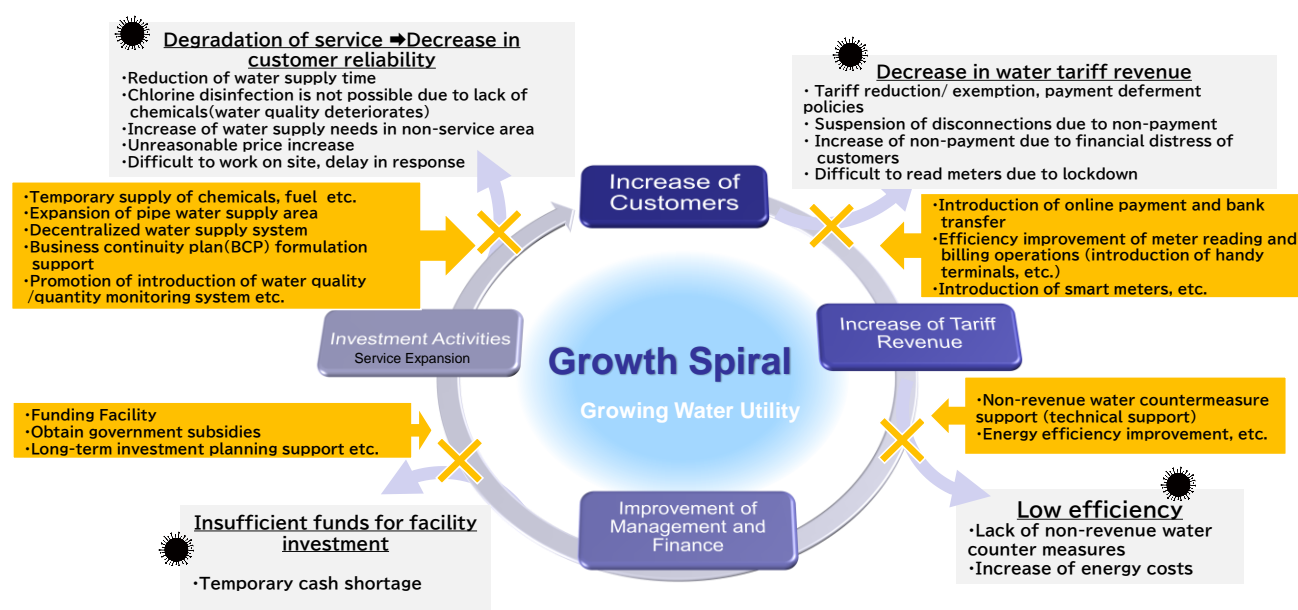 Degradation of service ➡Decrease in
customer reliability
・Reduction of water supply time
・Chlorine disinfection is not possible due to lack of
chemicals(water quality deteriorates)
・Increase of water supply needs in non-service area
・Unreasonable price increase
・Difficult to work on site, delay in response
Decrease in water tariff revenue
・ Tariff reduction/ exemption, payment deferment
policies
・ Suspension of disconnections due to non-payment
・ Increase of non-payment due to financial distress of
customers
・ Difficult to read meters due to lockdown
・Temporary supply of chemicals, fuel etc.
・Expansion of pipe water supply area
・Decentralized water supply system
・Business continuity plan(BCP) formulation
support
・Promotion of introduction of water quality
/quantity monitoring system etc.
Increase of
Customers
・Introduction of online payment and bank
transfer
・Efficiency improvement of meter reading and
billing operations (introduction of handy
terminals, etc.)
・Introduction of smart meters, etc.
Investment Activities
Service Expansion
Increase of Tariff
Revenue
Growth Spiral
Growing Water Utility
・Funding Facility
・Obtain government subsidies
・Long-term investment planning support etc.
・Non-revenue water countermeasure
support (technical support)
・Energy efficiency improvement, etc.
Improvement of
Management and
Finance
Insufficient funds for facility
investment
・Temporary cash shortage
Low efficiency
・Lack of non-revenue water
counter measures
・Increase of energy costs